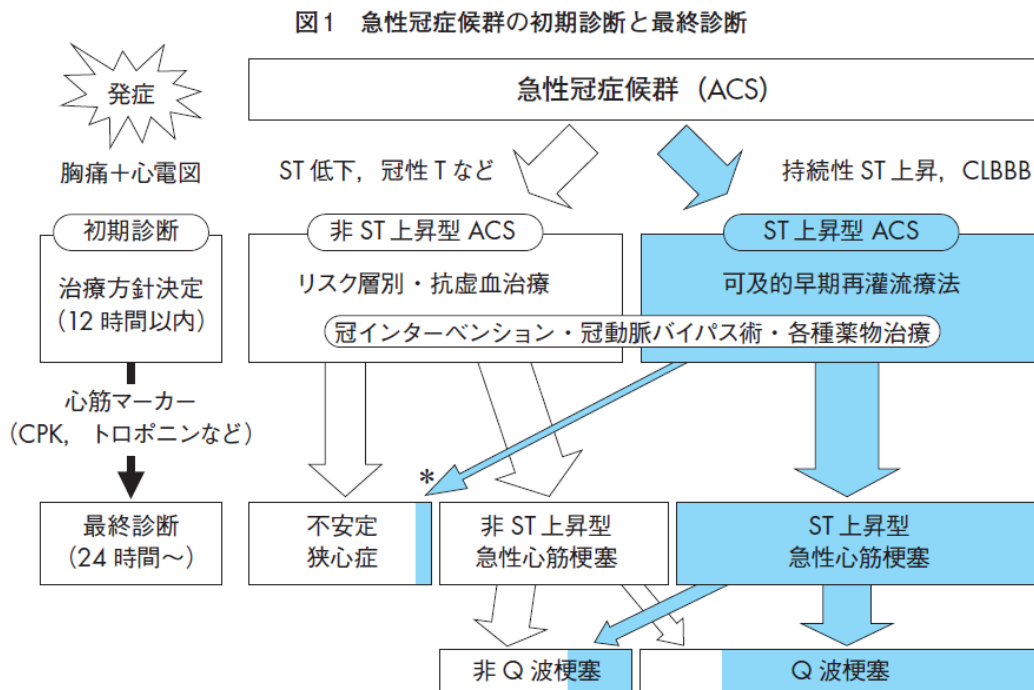 図1 急性冠症候群の初期診断と最終診断
発症
急性冠症候群（ACS）
胸痛＋心電図
ST 低下，冠性 T など
持続性 ST 上昇，CLBBB
初期診断
治療方針決定
（12 時間以内）
非 ST 上昇型 ACS
リスク層別・抗虚血治療
ST 上昇型 ACS
可及的早期再灌流療法
冠インターベンション・冠動脈バイパス術・各種薬物治療
心筋マーカー
（CPK，トロポニンなど）
*
最終診断
（24 時間～）
不安定
狭心症
非 ST 上昇型
急性心筋梗塞
ST 上昇型
急性心筋梗塞
非 Q 波梗塞
Q 波梗塞